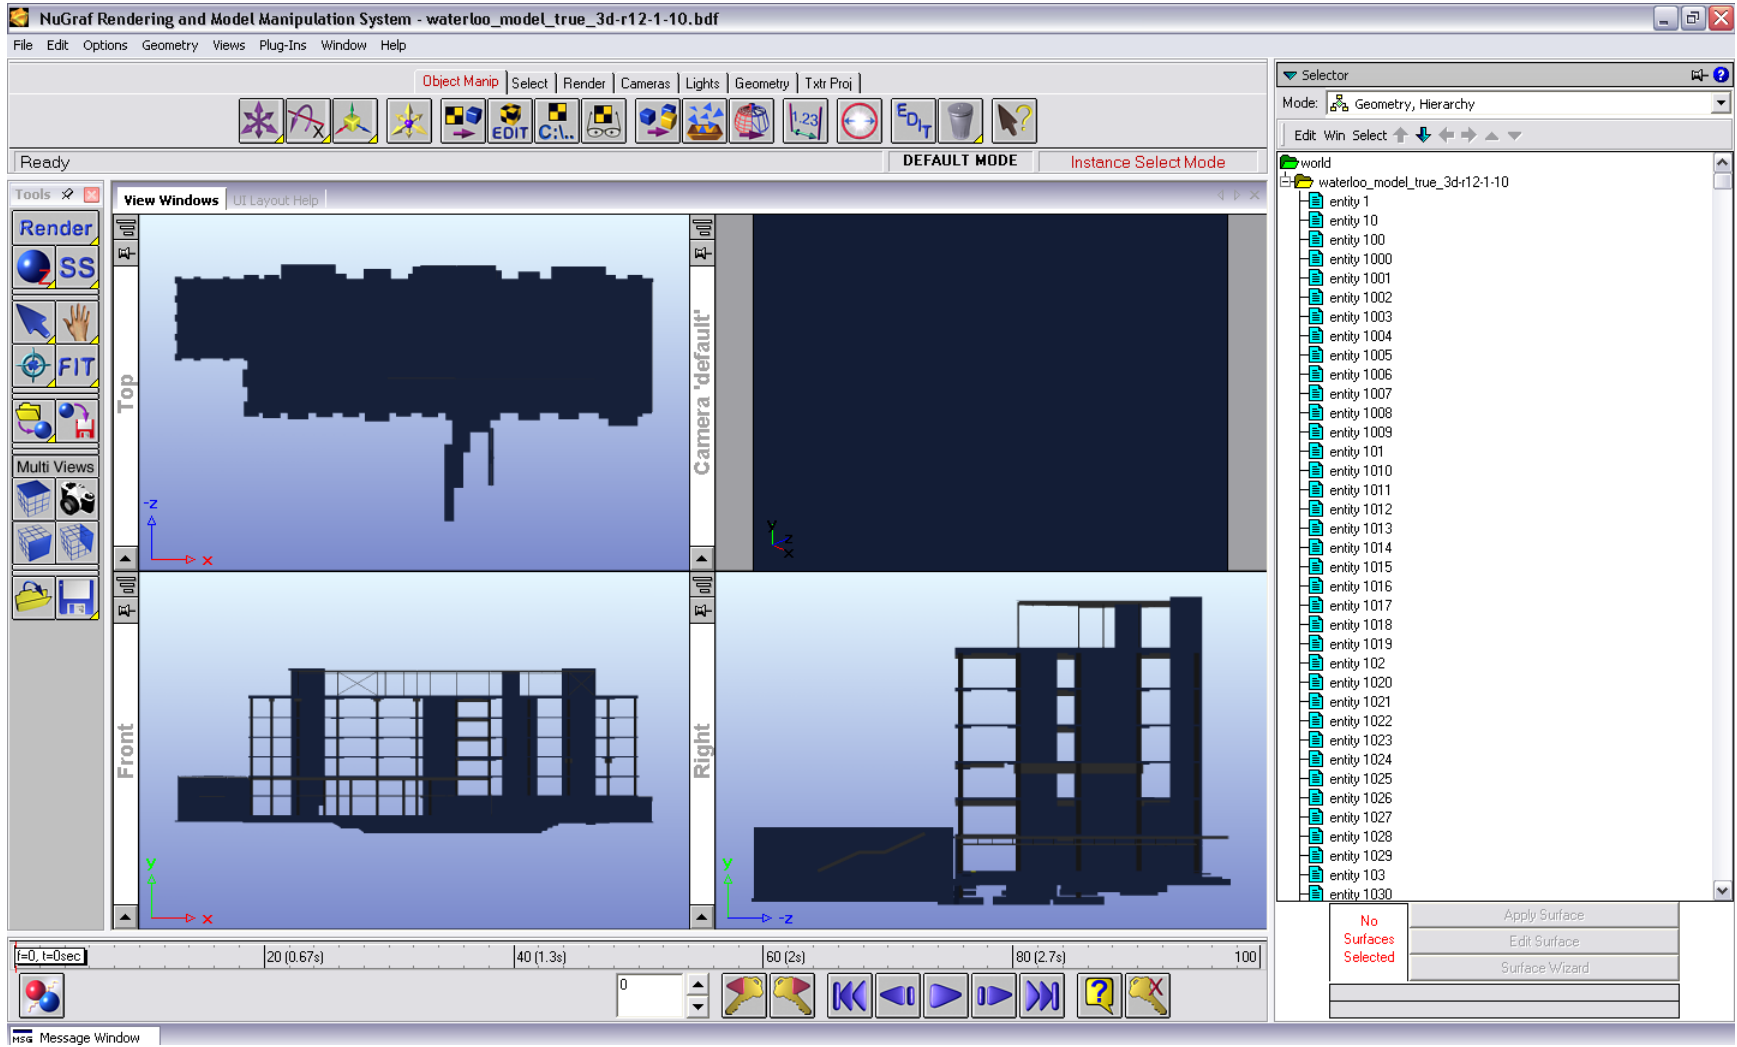 NuGraf Rendering and Model Manipulation System - waterloo_model_true_3d-r12-1-10.bdf
File Edit Options Geometry Views Plug-Ins Window Help
Object Manip Select Render Cameras Lights Geometry Txtr Proj
EDIT C:\.. 1.23 EDIT
Ready DEFAULT MODE Instance Select Mode
Tools
Render
SS
FIT
Multi Views
View Windows UI Layout Help
Top
-z
x
Camera 'default'
y
z
x
Front
y
x
Right
y
-z
Selector
Mode: Geometry, Hierarchy
Edit Win Select
world
waterloo_model_true_3d-r12-1-10
entity 1
entity 10
entity 100
entity 1000
entity 1001
entity 1002
entity 1003
entity 1004
entity 1005
entity 1006
entity 1007
entity 1008
entity 1009
entity 101
entity 1010
entity 1011
entity 1012
entity 1013
entity 1014
entity 1015
entity 1016
entity 1017
entity 1018
entity 1019
entity 102
entity 1020
entity 1021
entity 1022
entity 1023
entity 1024
entity 1025
entity 1026
entity 1027
entity 1028
entity 1029
entity 103
entity 1030
No
Surfaces
Selected
Apply Surface
Edit Surface
Surface Wizard
f=0, t=0sec 20 (0.67s) 40 (1.3s) 60 (2s) 80 (2.7s) 100
0
MSG Message Window